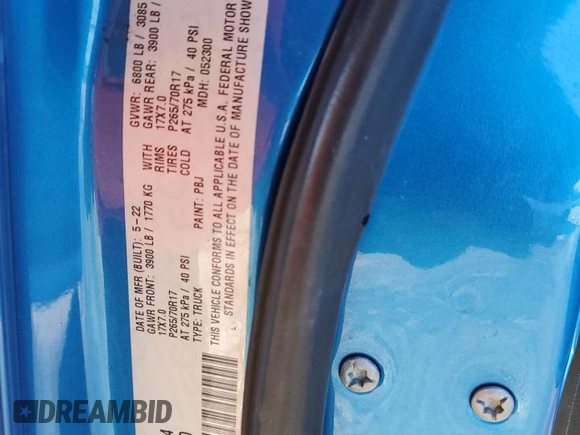 DATE OF MFR (BUILT): 5-22 GVWR: 6800 LB / 3085
GAWR FRONT: 3900 LB / 1770 KG WITH GAWR REAR: 3900 LB /
17X7.0 RIMS 17X7.0
P265/70R17 TIRES P265/70R17
AT 275 kPa / 40 PSI COLD AT 275 kPa / 40 PSI
TYPE: TRUCK PAINT: PBJ MDH: 052300
THIS VEHICLE CONFORMS TO ALL APPLICABLE U.S.A. FEDERAL MOTOR
STANDARDS IN EFFECT ON THE DATE OF MANUFACTURE SHOW
DREAMBID